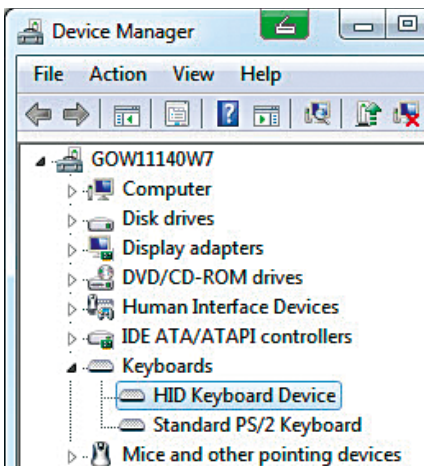 Device Manager
File Action View Help
GOW11140W7
Computer
Disk drives
Display adapters
DVD/CD-ROM drives
Human Interface Devices
IDE ATA/ATAPI controllers
Keyboards
HID Keyboard Device
Standard PS/2 Keyboard
Mice and other pointing devices